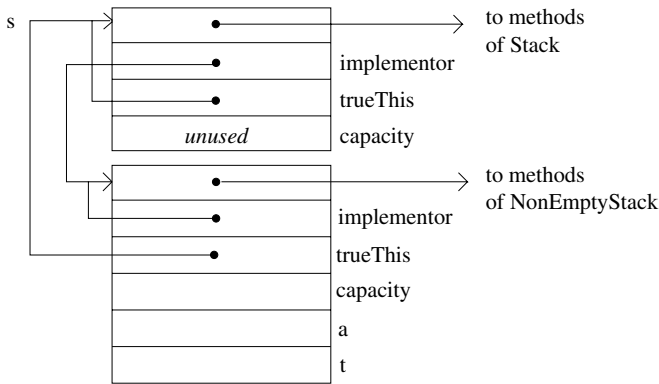 s
to methods
of Stack
implementor
trueThis
unused capacity
to methods
of NonEmptyStack
implementor
trueThis
capacity
a
t